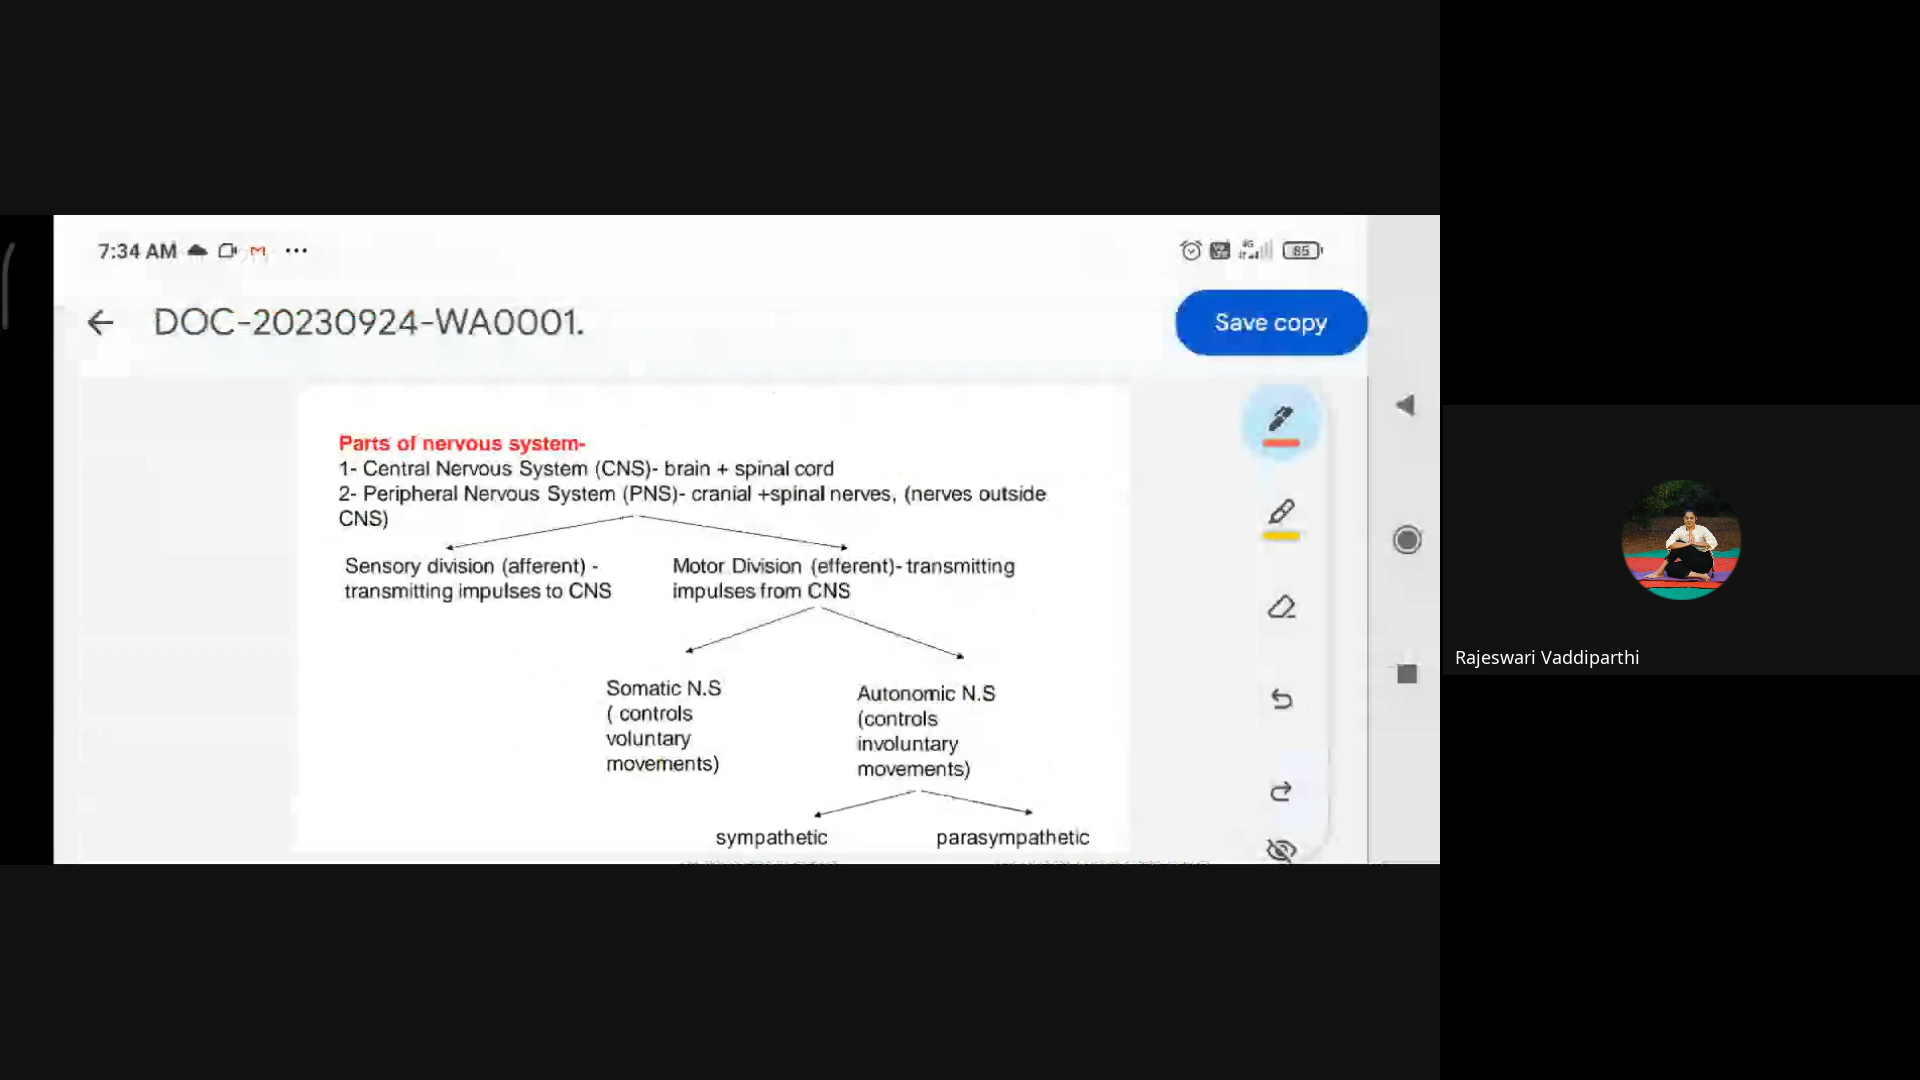 7:34 AM
85
DOC-20230924-WA0001.
Save copy
Parts of nervous system-
1- Central Nervous System (CNS)- brain + spinal cord
2- Peripheral Nervous System (PNS)- cranial +spinal nerves, (nerves outside
CNS)
Sensory division (afferent) -
transmitting impulses to CNS
Motor Division (efferent)- transmitting
impulses from CNS
Somatic N.S
( controls
voluntary
movements)
Autonomic N.S
(controls
involuntary
movements)
sympathetic
parasympathetic
Rajeswari Vaddiparthi